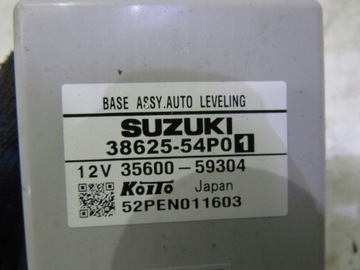 BASE ASSY.AUTO LEVELING
SUZUKI
38625-54P01
12V 35600-59304
KOITO Japan
52PEN011603